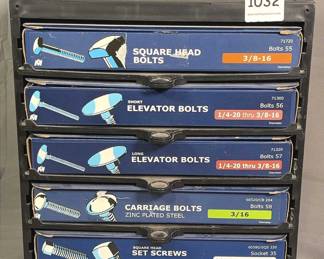 1032
71720
Bolts 55
SQUARE HEAD
BOLTS
3/8-16
SHORT
ELEVATOR BOLTS
Bolts 56
1/4-20 thru 3/8-16
LONG
ELEVATOR BOLTS
Bolts 57
1/4-20 thru 3/8-16
CARRIAGE BOLTS
ZINC PLATED STEEL
Bolts 58
3/16
SQUARE HEAD
SET SCREWS
Socket 35